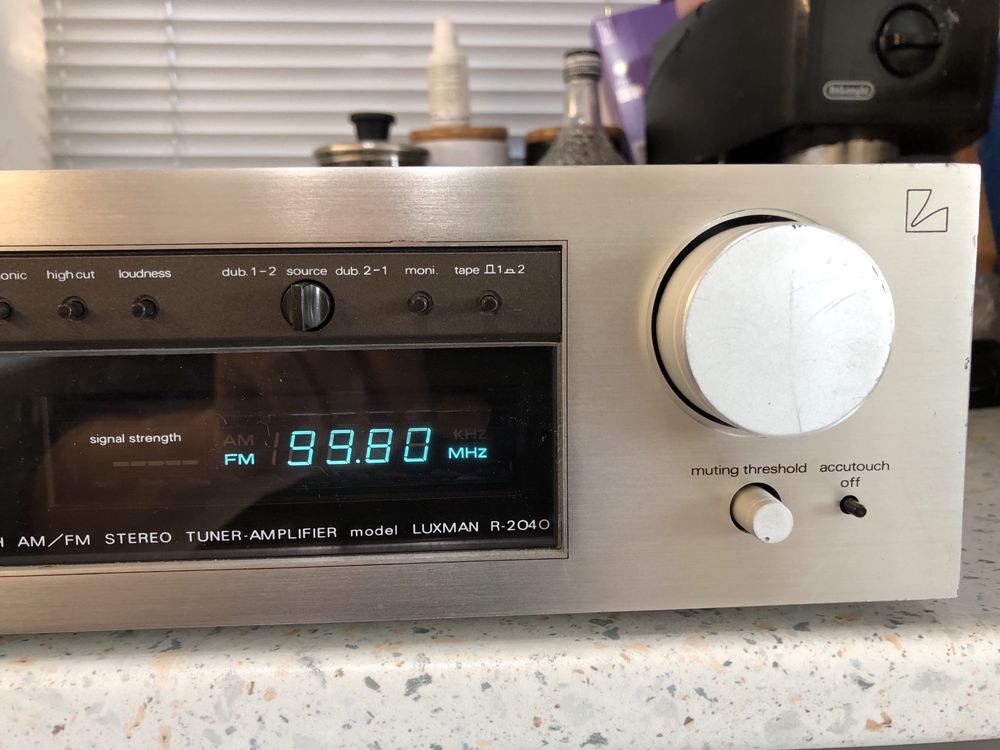 DeLonghi
onic high cut loudness dub. 1-2 source dub. 2-1 moni. tape 1 2
signal strength
AM KHz
FM 99.80 MHz
H AM/FM STEREO TUNER-AMPLIFIER model LUXMAN R-2040
muting threshold accutouch
off